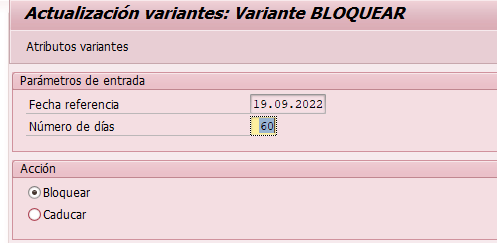 Actualización variantes: Variante BLOQUEAR
Atributos variantes
Parámetros de entrada
Fecha referencia 19.09.2022
Número de días 60
Acción
Bloquear
Caducar